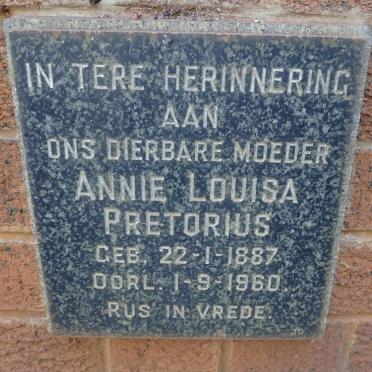 IN TERE HERINNERING
AAN
ONS DIERBARE MOEDER
ANNIE LOUISA
PRETORIUS
GEB. 22-1-1887
OORL. 1-9-1960.
RUS IN VREDE.